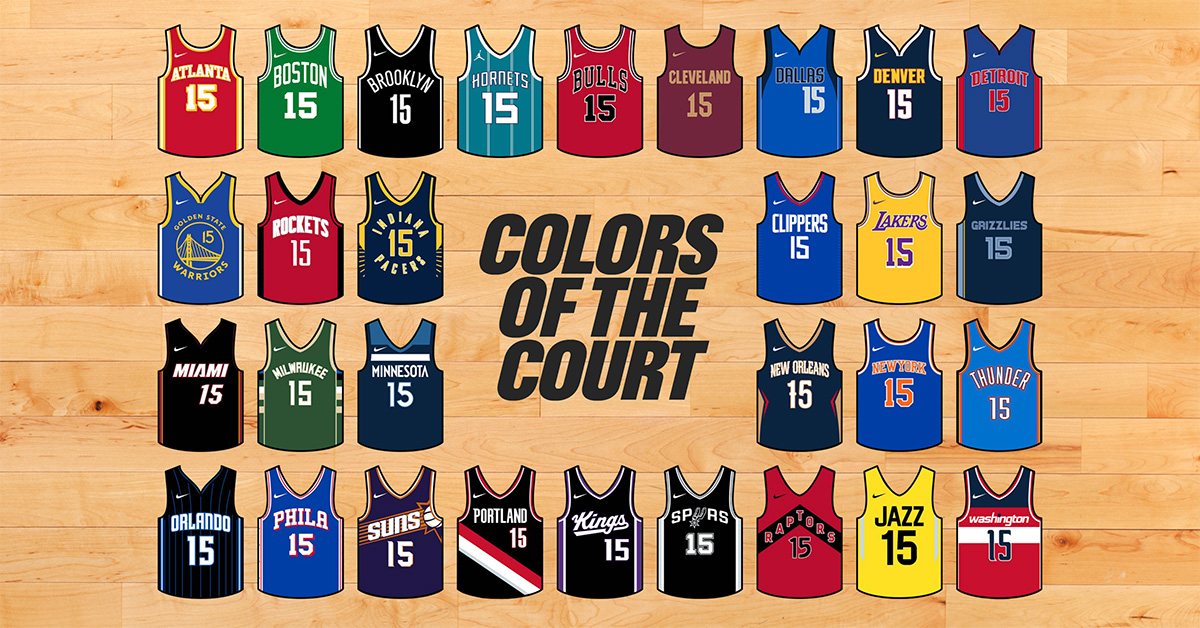 ATLANTA
15
BOSTON
15
BROOKLYN
15
HORNETS
15
BULLS
15
CLEVELAND
15
DALLAS
15
DENVER
15
DETROIT
15
GOLDEN STATE
15
WARRIORS
ROCKETS
15
INDIANA
15
PACERS
COLORS
OF THE
COURT
CLIPPERS
15
LAKERS
15
GRIZZLIES
15
MIAMI
15
MILWAUKEE
15
MINNESOTA
15
NEW ORLEANS
15
NEW YORK
15
THUNDER
15
ORLANDO
15
PHILA
15
SUNS
15
PORTLAND
15
Kings
15
SPURS
15
RAPTORS
15
JAZZ
15
washington
15